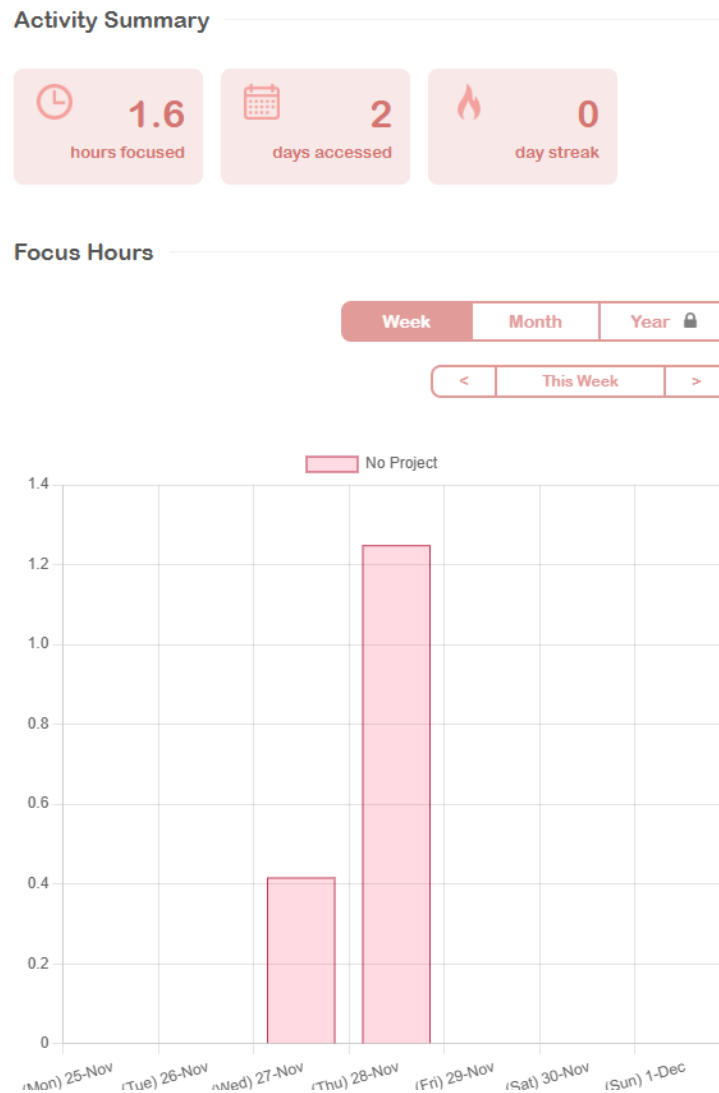 Activity Summary
1.6
hours focused
2
days accessed
0
day streak
Focus Hours
Week Month Year
< This Week >
No Project
1.4
1.2
1.0
0.8
0.6
0.4
0.2
0
(Mon) 25-Nov (Tue) 26-Nov (Wed) 27-Nov (Thu) 28-Nov (Fri) 29-Nov (Sat) 30-Nov (Sun) 1-Dec